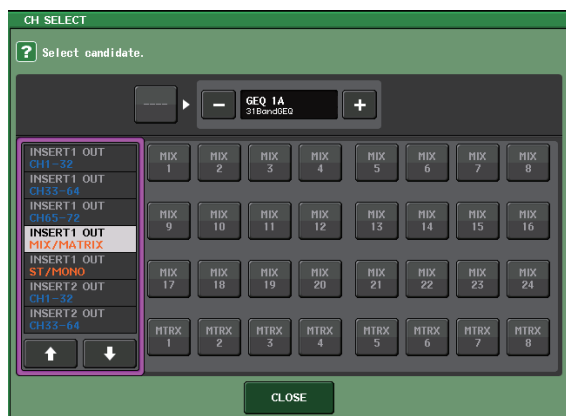 CH SELECT
? Select candidate.
----
−
GEQ 1A
31BandGEQ
+
INSERT1 OUT
CH1-32
INSERT1 OUT
CH33-64
INSERT1 OUT
CH65-72
INSERT1 OUT
MIX/MATRIX
INSERT1 OUT
ST/MONO
INSERT2 OUT
CH1-32
INSERT2 OUT
CH33-64
MIX 1
MIX 2
MIX 3
MIX 4
MIX 5
MIX 6
MIX 7
MIX 8
MIX 9
MIX 10
MIX 11
MIX 12
MIX 13
MIX 14
MIX 15
MIX 16
MIX 17
MIX 18
MIX 19
MIX 20
MIX 21
MIX 22
MIX 23
MIX 24
MTRX 1
MTRX 2
MTRX 3
MTRX 4
MTRX 5
MTRX 6
MTRX 7
MTRX 8
CLOSE